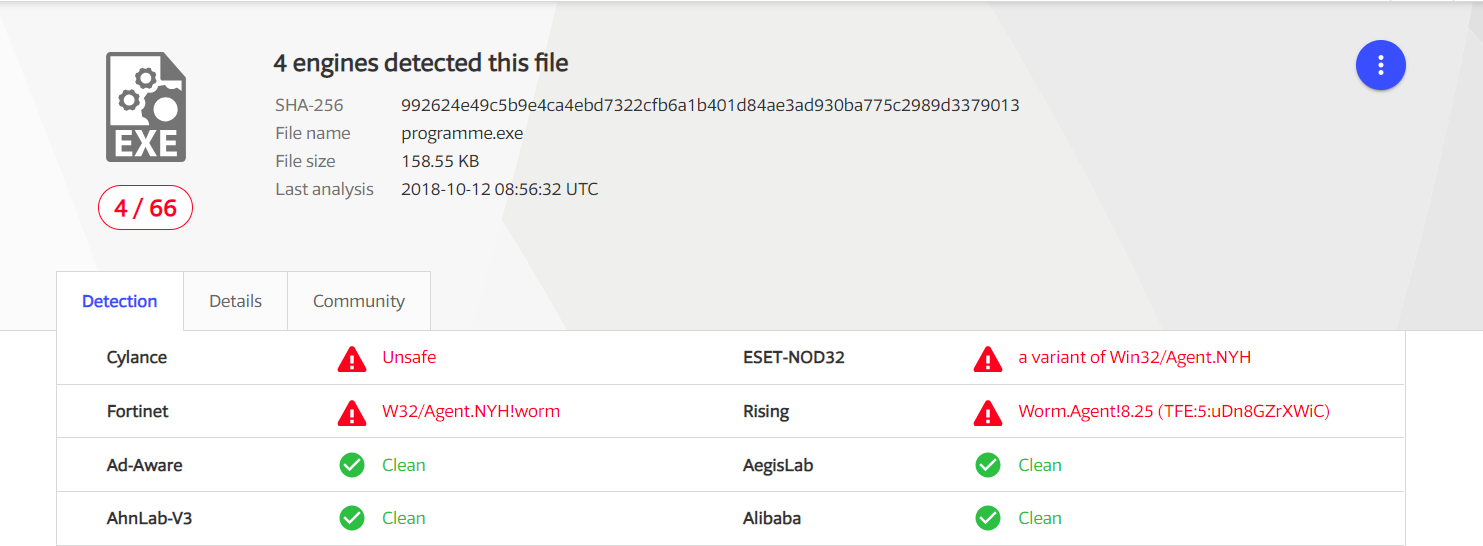 4 engines detected this file
SHA-256 992624e49c5b9e4ca4ebd7322cfb6a1b401d84ae3ad930ba775c2989d3379013
File name programme.exe
File size 158.55 KB
Last analysis 2018-10-12 08:56:32 UTC
EXE
4 / 66
Detection Details Community
Cylance Unsafe ESET-NOD32 a variant of Win32/Agent.NYH
Fortinet W32/Agent.NYH!worm Rising Worm.Agent!8.25 (TFE:5:uDn8GZrXWiC)
Ad-Aware Clean AegisLab Clean
AhnLab-V3 Clean Alibaba Clean